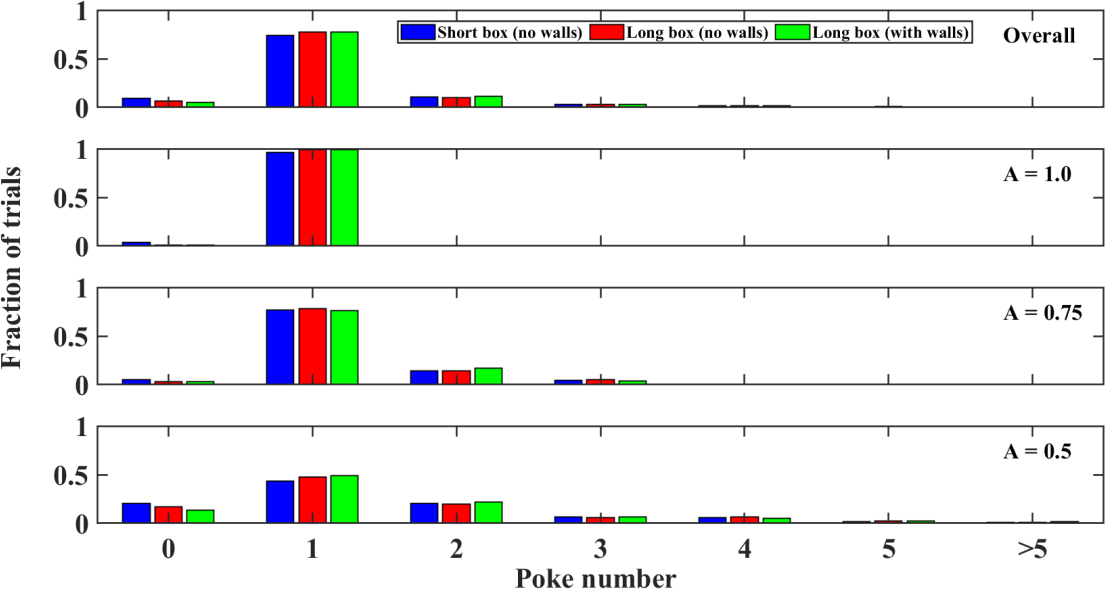 1
0.5
0
Short box (no walls) Long box (no walls) Long box (with walls)
Overall
1
0.5
0
A = 1.0
1
0.5
0
A = 0.75
1
0.5
0
A = 0.5
Fraction of trials
0 1 2 3 4 5 >5
Poke number